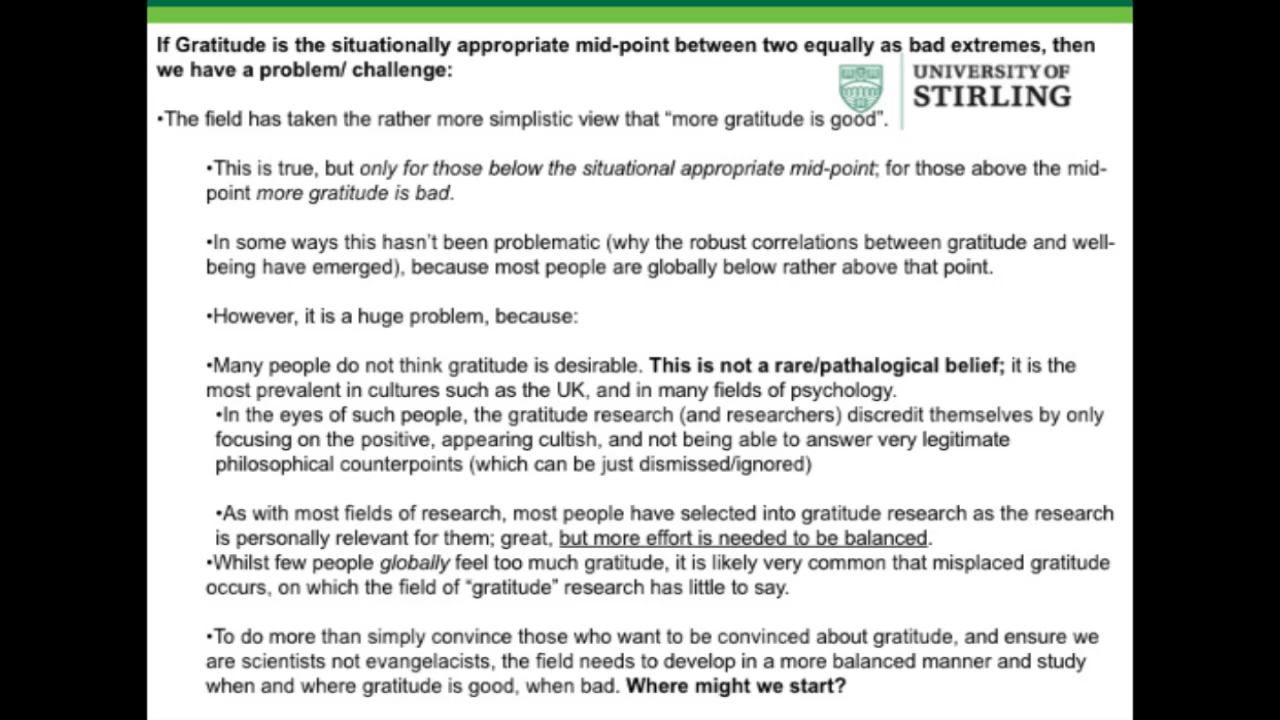 If Gratitude is the situationally appropriate mid-point between two equally as bad extremes, then
we have a problem/ challenge:
UNIVERSITY OF
STIRLING
•The field has taken the rather more simplistic view that “more gratitude is good”.
•This is true, but only for those below the situational appropriate mid-point; for those above the mid-
point more gratitude is bad.
•In some ways this hasn’t been problematic (why the robust correlations between gratitude and well-
being have emerged), because most people are globally below rather above that point.
•However, it is a huge problem, because:
•Many people do not think gratitude is desirable. This is not a rare/pathalogical belief; it is the
most prevalent in cultures such as the UK, and in many fields of psychology.
•In the eyes of such people, the gratitude research (and researchers) discredit themselves by only
focusing on the positive, appearing cultish, and not being able to answer very legitimate
philosophical counterpoints (which can be just dismissed/ignored)
•As with most fields of research, most people have selected into gratitude research as the research
is personally relevant for them; great, but more effort is needed to be balanced.
•Whilst few people globally feel too much gratitude, it is likely very common that misplaced gratitude
occurs, on which the field of “gratitude” research has little to say.
•To do more than simply convince those who want to be convinced about gratitude, and ensure we
are scientists not evangelacists, the field needs to develop in a more balanced manner and study
when and where gratitude is good, when bad. Where might we start?